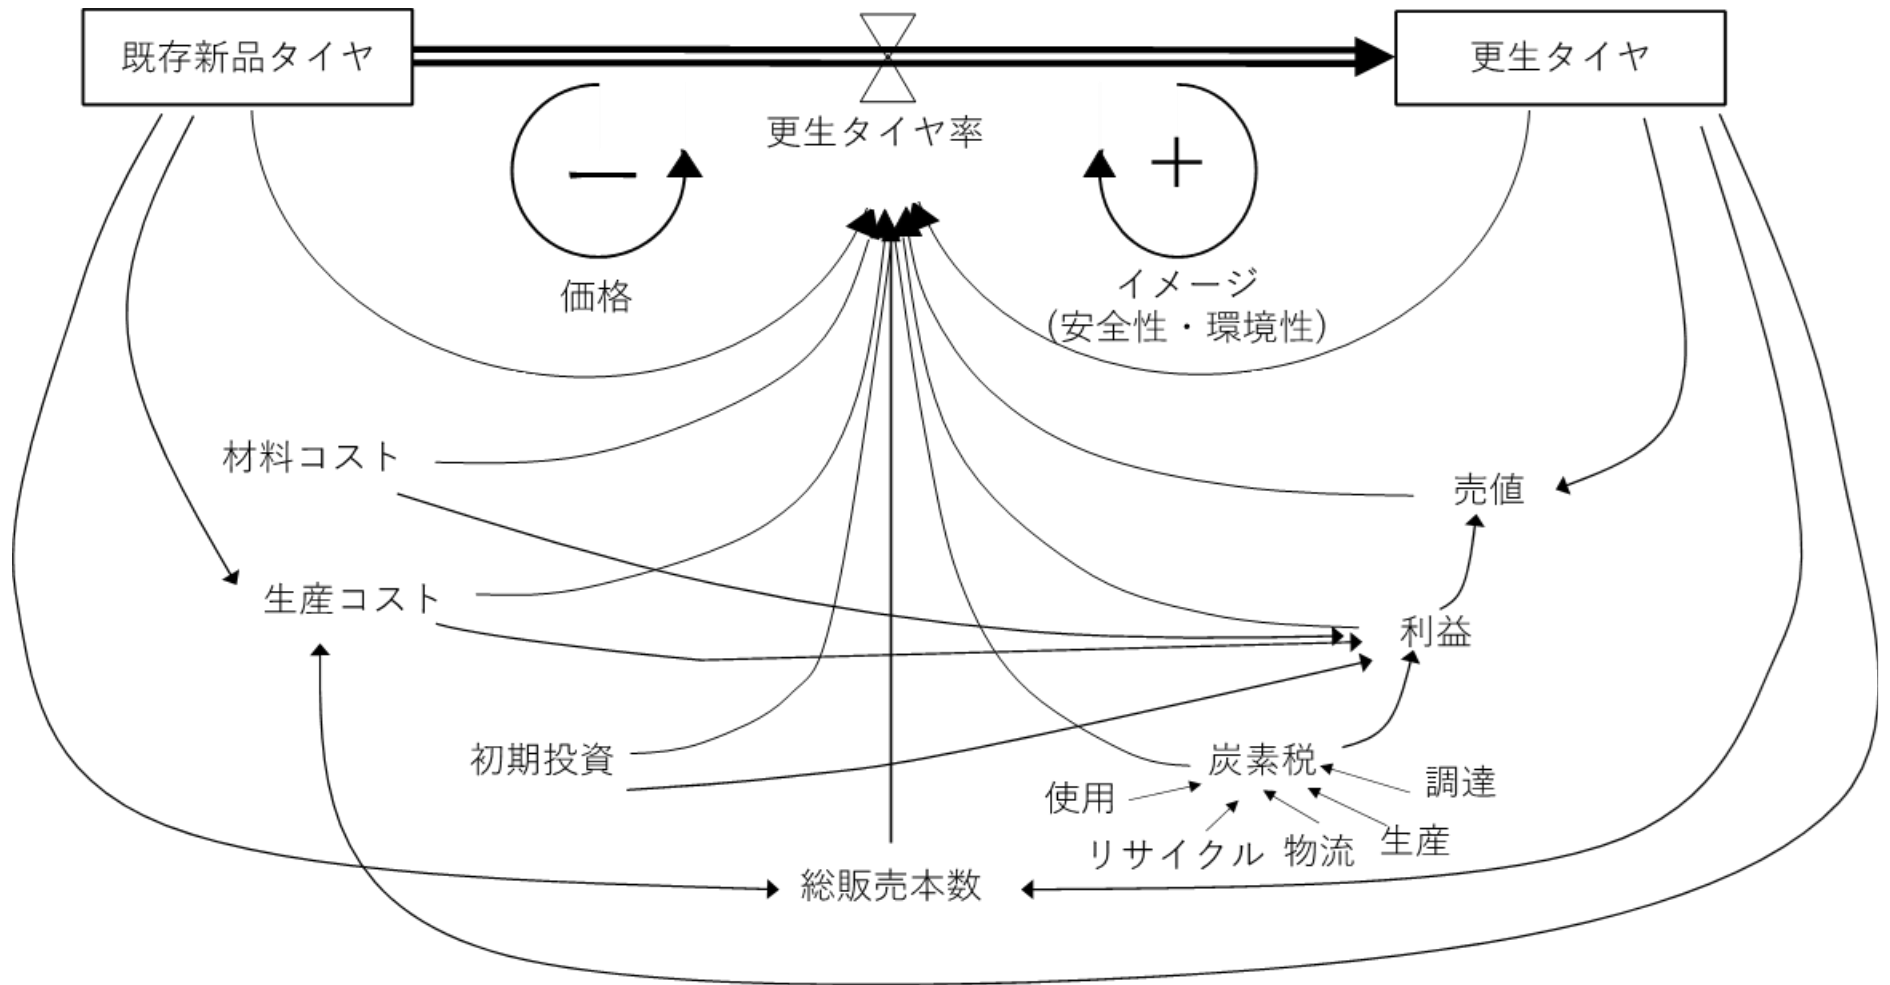 既存新品タイヤ
更生タイヤ
更生タイヤ率
―
+
価格
イメージ
(安全性・環境性)
材料コスト
売値
生産コスト
利益
初期投資
炭素税
使用
調達
リサイクル
物流
生産
総販売本数